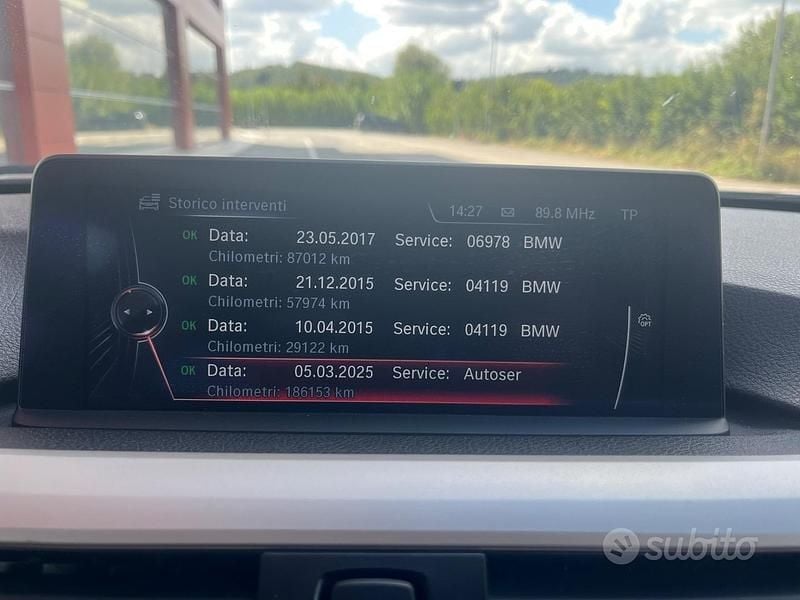 Storico interventi 14:27 89.8 MHz TP
OK Data: 23.05.2017 Service: 06978 BMW
Chilometri: 87012 km
OK Data: 21.12.2015 Service: 04119 BMW
Chilometri: 57974 km
OPT
OK Data: 10.04.2015 Service: 04119 BMW
Chilometri: 29122 km
OK Data: 05.03.2025 Service: Autoser
Chilometri: 186153 km
subito